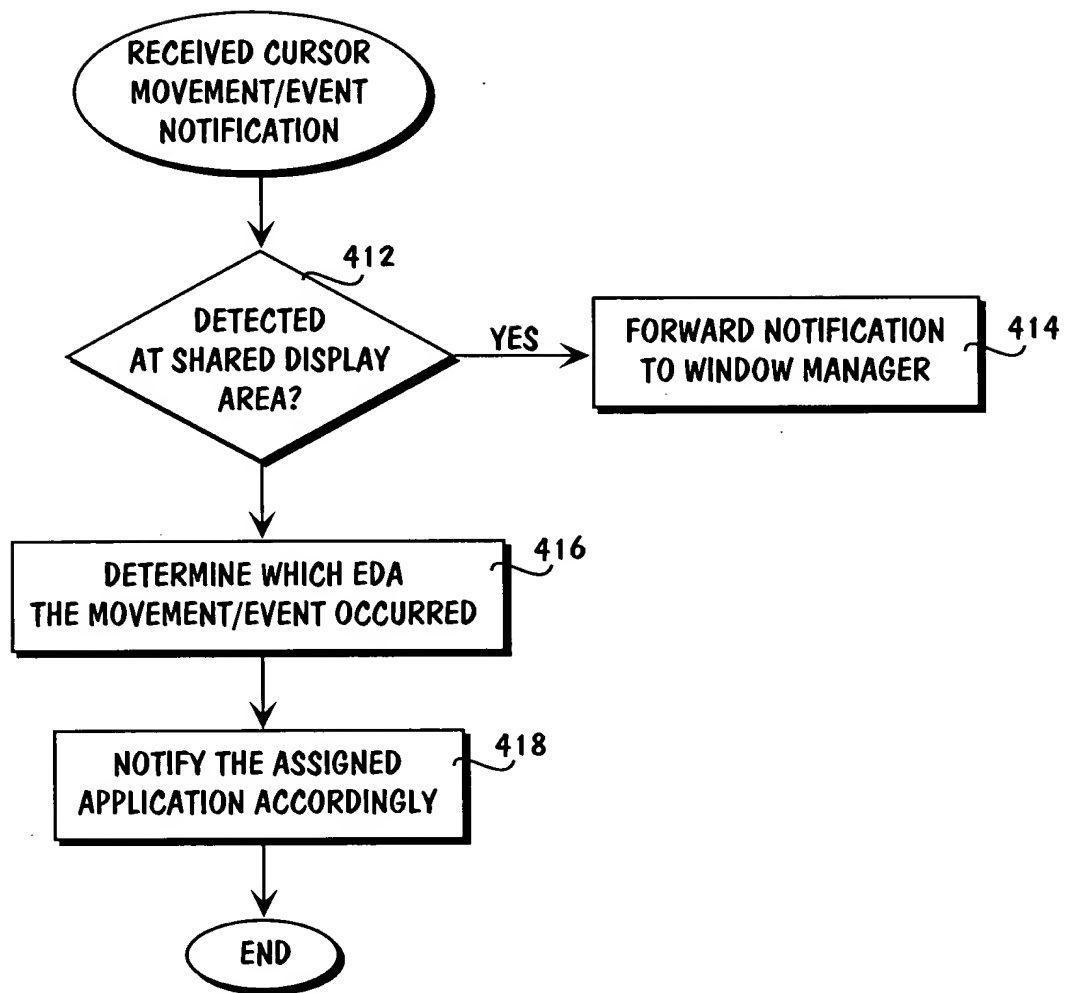 RECEIVED CURSOR
MOVEMENT/EVENT
NOTIFICATION
412
DETECTED
AT SHARED DISPLAY
AREA?
YES
FORWARD NOTIFICATION
TO WINDOW MANAGER
414
416
DETERMINE WHICH EDA
THE MOVEMENT/EVENT OCCURRED
418
NOTIFY THE ASSIGNED
APPLICATION ACCORDINGLY
END